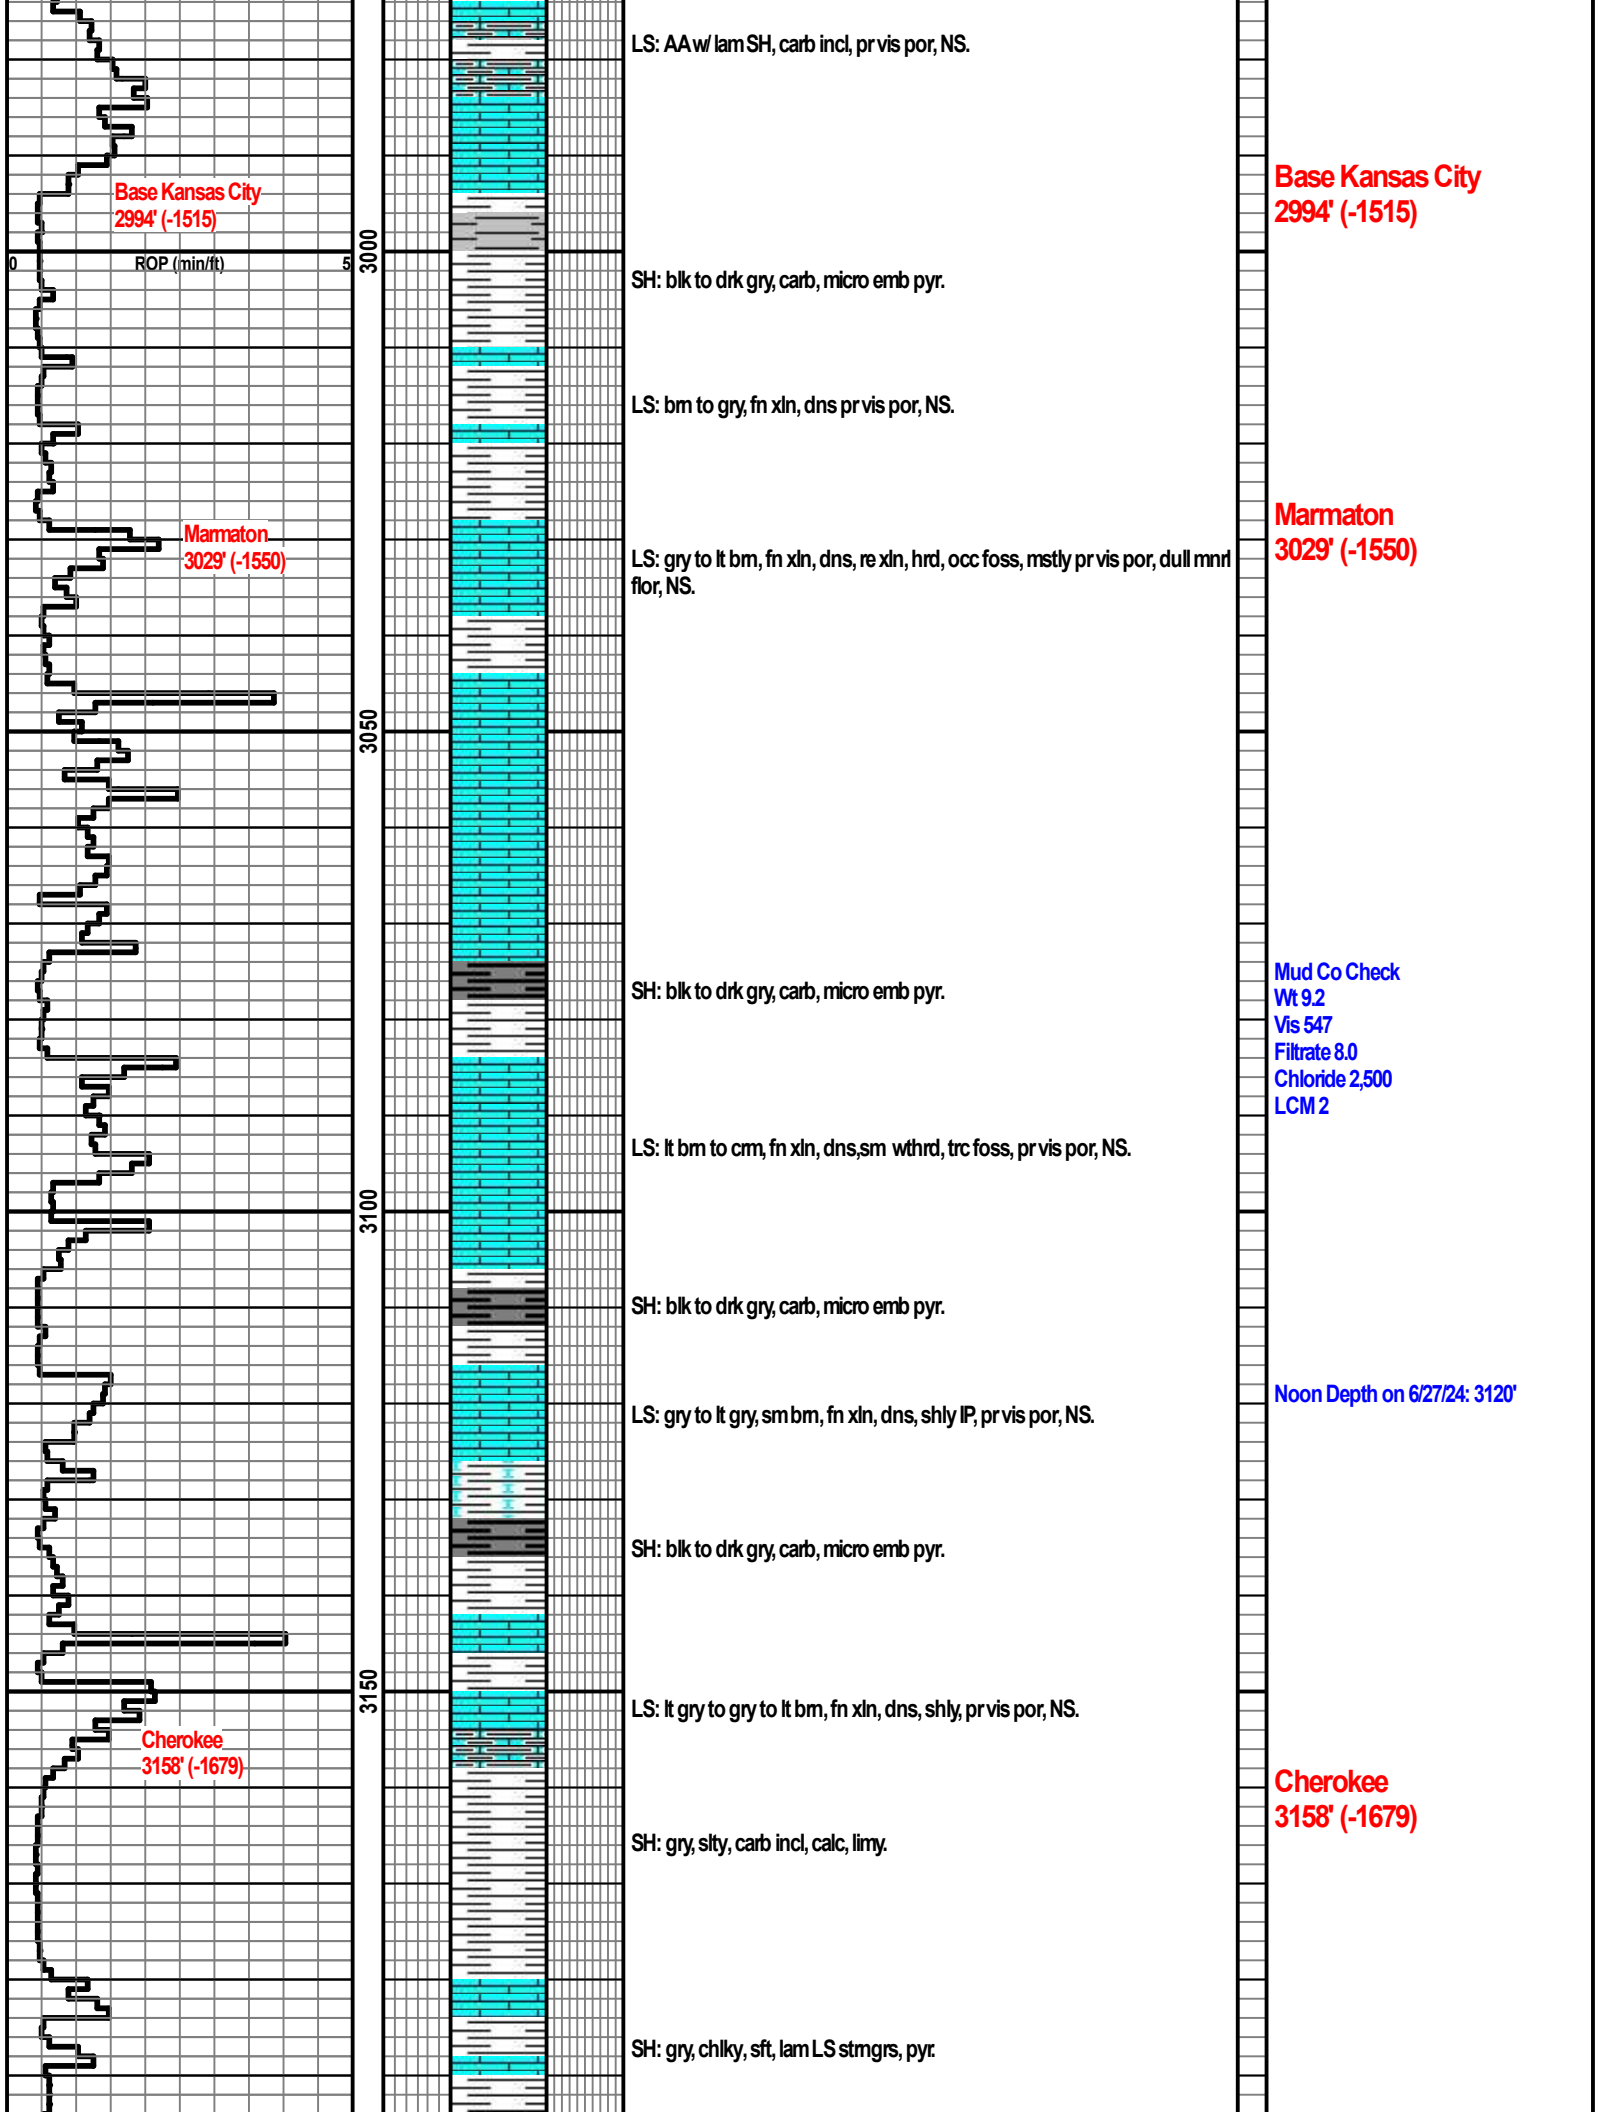 LS: AA w/ lam SH, carb incl, pr vis por, NS.
Base Kansas City
2994' (-1515)
Base Kansas City
2994' (-1515)
0 ROP (min/ft) 5
3000
SH: blk to drk gry, carb, micro emb pyr.
LS: brn to gry, fn xln, dns pr vis por, NS.
Marmaton
3029' (-1550)
Marmaton
3029' (-1550)
LS: gry to lt brn, fn xln, dns, re xln, hrd, occ foss, mstly pr vis por, dull mnrl
flor, NS.
3050
SH: blk to drk gry, carb, micro emb pyr.
Mud Co Check
Wt 9.2
Vis 547
Filtrate 8.0
Chloride 2,500
LCM 2
LS: lt brn to crm, fn xln, dns,sm wthrd, trc foss, pr vis por, NS.
3100
SH: blk to drk gry, carb, micro emb pyr.
Noon Depth on 6/27/24: 3120'
LS: gry to lt gry, sm brn, fn xln, dns, shly IP, pr vis por, NS.
SH: blk to drk gry, carb, micro emb pyr.
3150
LS: lt gry to gry to lt brn, fn xln, dns, shly, pr vis por, NS.
Cherokee
3158' (-1679)
Cherokee
3158' (-1679)
SH: gry, slty, carb incl, calc, limy.
SH: gry, chlky, sft, lam LS strngrs, pyr.